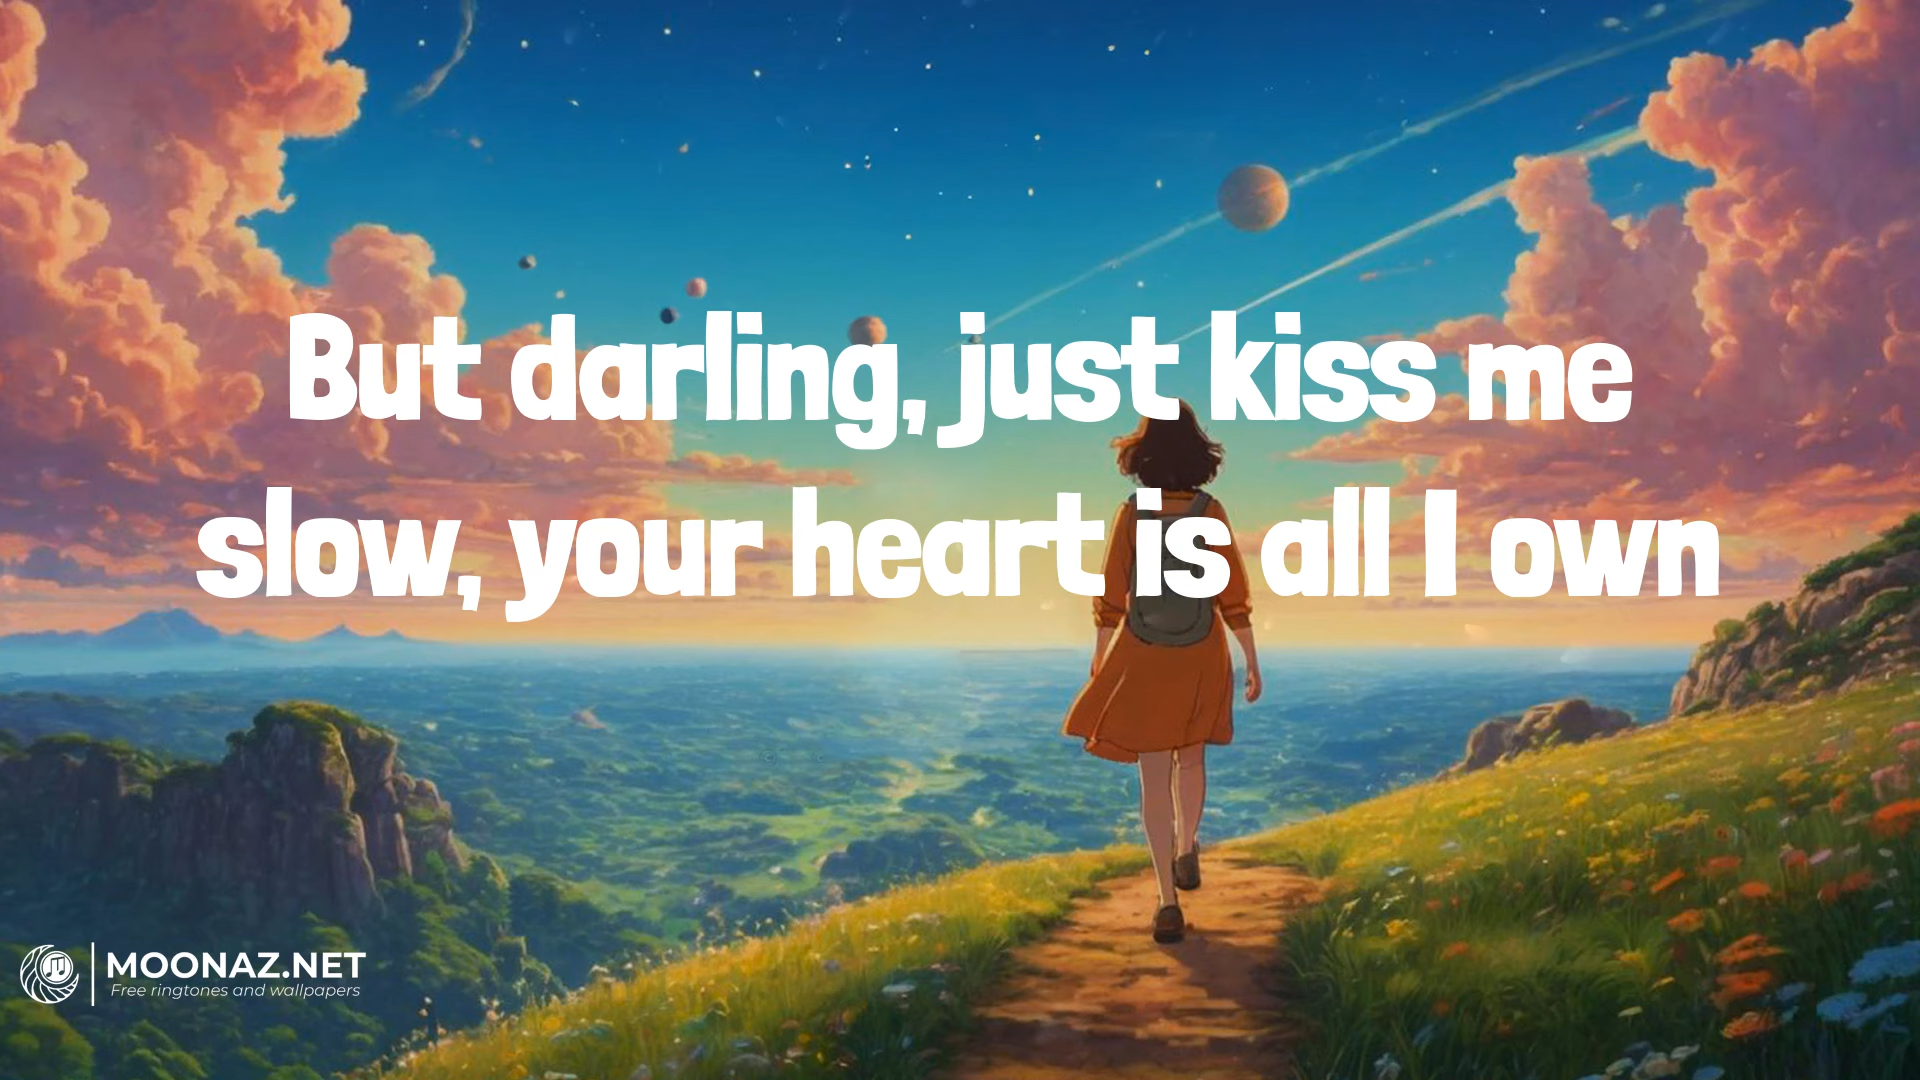 But darling, just kiss me
slow, your heart is all I own
MOONAZ.NET
Free ringtones and wallpapers